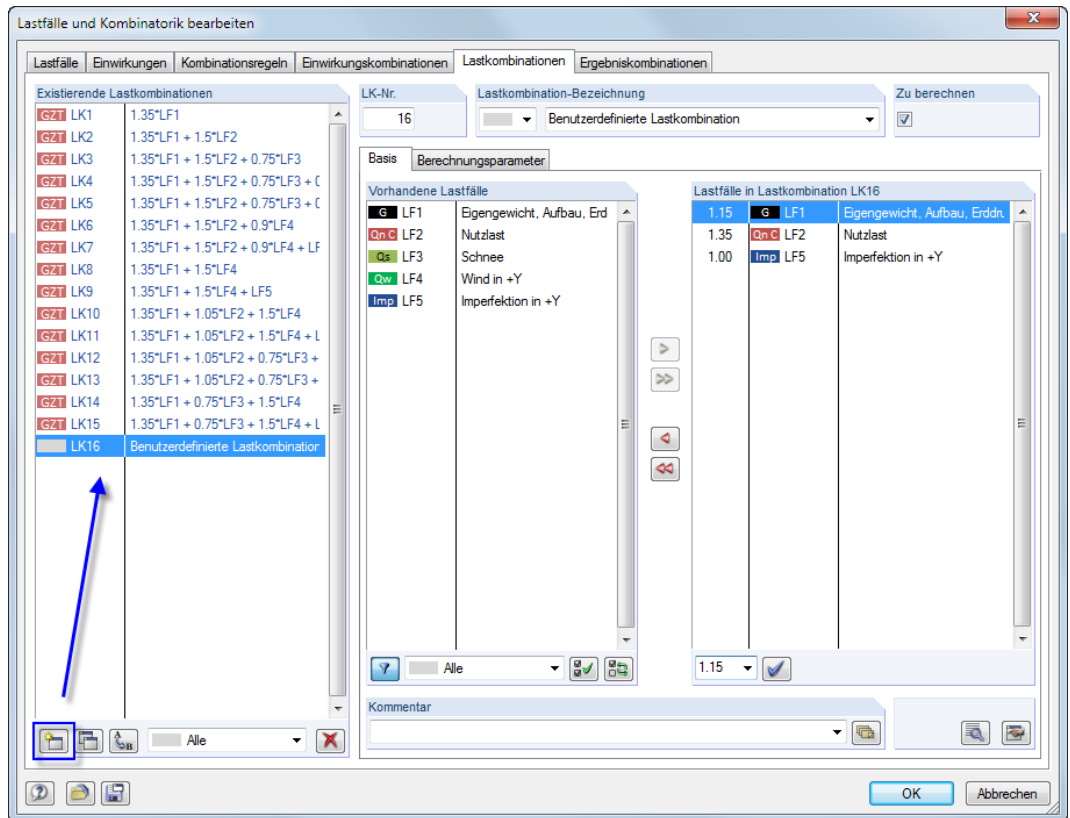 Lastfälle und Kombinatorik bearbeiten
Lastfälle Einwirkungen Kombinationsregeln Einwirkungskombinationen Lastkombinationen Ergebniskombinationen
Existierende Lastkombinationen
GZT LK1 1.35*LF1
GZT LK2 1.35*LF1 + 1.5*LF2
GZT LK3 1.35*LF1 + 1.5*LF2 + 0.75*LF3
GZT LK4 1.35*LF1 + 1.5*LF2 + 0.75*LF3 + 0
GZT LK5 1.35*LF1 + 1.5*LF2 + 0.75*LF3 + 0
GZT LK6 1.35*LF1 + 1.5*LF2 + 0.9*LF4
GZT LK7 1.35*LF1 + 1.5*LF2 + 0.9*LF4 + LF
GZT LK8 1.35*LF1 + 1.5*LF4
GZT LK9 1.35*LF1 + 1.5*LF4 + LF5
GZT LK10 1.35*LF1 + 1.05*LF2 + 1.5*LF4
GZT LK11 1.35*LF1 + 1.05*LF2 + 1.5*LF4 + L
GZT LK12 1.35*LF1 + 1.05*LF2 + 0.75*LF3 +
GZT LK13 1.35*LF1 + 1.05*LF2 + 0.75*LF3 +
GZT LK14 1.35*LF1 + 0.75*LF3 + 1.5*LF4
GZT LK15 1.35*LF1 + 0.75*LF3 + 1.5*LF4 + L
LK16 Benutzerdefinierte Lastkombination
Alle
LK-Nr.
16
Lastkombination-Bezeichnung
Benutzerdefinierte Lastkombination
Zu berechnen
Basis Berechnungsparameter
Vorhandene Lastfälle
G LF1 Eigengewicht, Aufbau, Erd
Qn C LF2 Nutzlast
Qs LF3 Schnee
Qw LF4 Wind in +Y
Imp LF5 Imperfektion in +Y
Alle
Lastfälle in Lastkombination LK16
1.15 G LF1 Eigengewicht, Aufbau, Erddr.
1.35 Qn C LF2 Nutzlast
1.00 Imp LF5 Imperfektion in +Y
1.15
Kommentar
OK Abbrechen